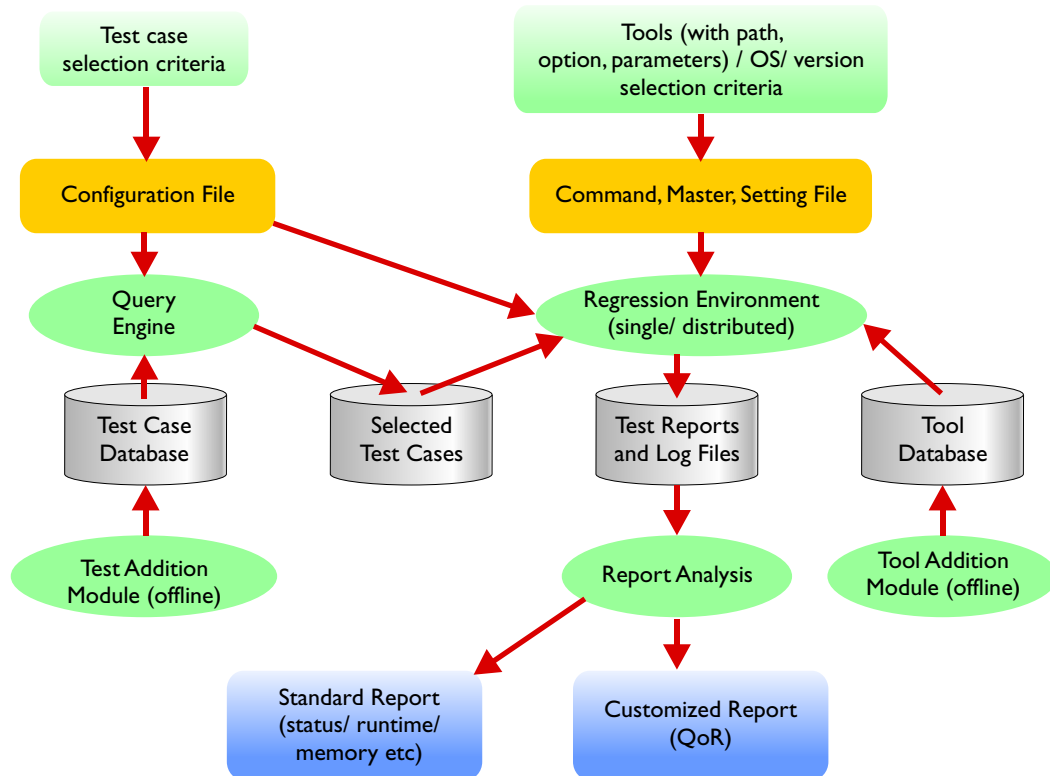 Test case
selection criteria
Tools (with path,
option, parameters) / OS/ version
selection criteria
Configuration File
Command, Master, Setting File
Query
Engine
Regression Environment
(single/ distributed)
Test Case
Database
Selected
Test Cases
Test Reports
and Log Files
Tool
Database
Test Addition
Module (offline)
Report Analysis
Tool Addition
Module (offline)
Standard Report
(status/ runtime/
memory etc)
Customized Report
(QoR)